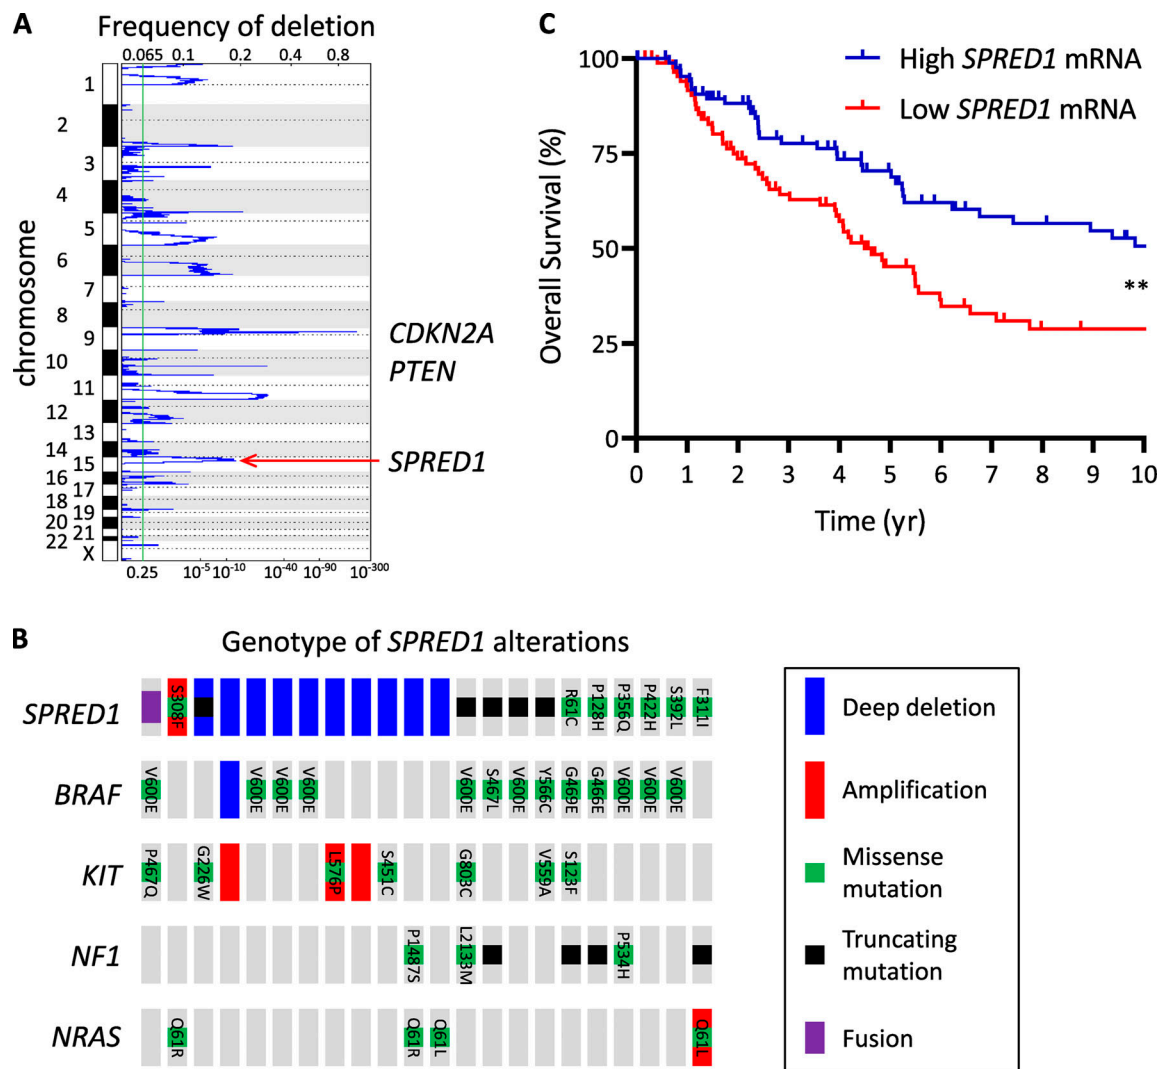 A
Frequency of deletion
0.065 0.1 0.2 0.4 0.8
chromosome
1
2
3
4
5
6
7
8
9
10
11
12
13
14
15
16
17
18
19
20
21
22
X
CDKN2A
PTEN
SPRED1
0.25 10⁻⁵ 10⁻¹⁰ 10⁻⁴⁰ 10⁻⁹⁰ 10⁻³⁰⁰
C
High SPRED1 mRNA
Low SPRED1 mRNA
Overall Survival (%)
100
75
50
25
0
**
0 1 2 3 4 5 6 7 8 9 10
Time (yr)
B
Genotype of SPRED1 alterations
SPRED1 S308F R61C P128H P356Q P422H S392L F311I
BRAF V600E V600E V600E V600E V600E S467L V600E Y566C G469E G466E V600E V600E V600E
KIT P467Q G226W L576P S451C G803C V559A S123F
NF1 P1487S L2133M P534H
NRAS Q61R Q61R Q61L Q61L
Deep deletion
Amplification
Missense
mutation
Truncating
mutation
Fusion